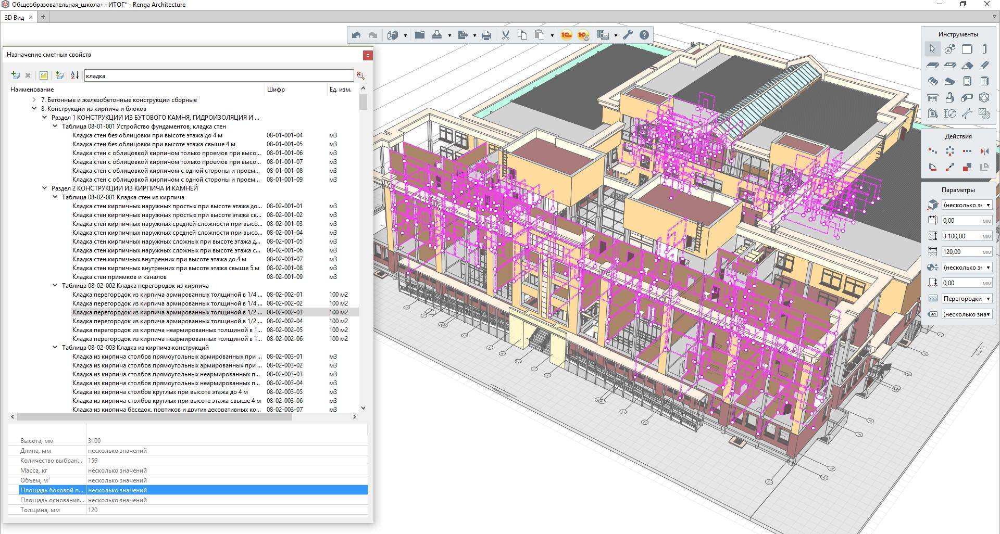 Общеобразовательная_школа++ИТОГ* - Renga Architecture
3D Вид
Назначение сметных свойств
кладка
Наименование Шифр Ед. изм.
7. Бетонные и железобетонные конструкции сборные
8. Конструкции из кирпича и блоков
Раздел 1 КОНСТРУКЦИИ ИЗ БУТОВОГО КАМНЯ, ГИДРОИЗОЛЯЦИЯ И ...
Таблица 08-01-001 Устройство фундаментов, кладка стен
Кладка стен без облицовки при высоте этажа до 4 м 08-01-001-04 м3
Кладка стен без облицовки при высоте этажа свыше 4 м 08-01-001-05 м3
Кладка стен с облицовкой кирпичом только проемов при высо... 08-01-001-06 м3
Кладка стен с облицовкой кирпичом только проемов при высо... 08-01-001-07 м3
Кладка стен с облицовкой кирпичом с одной стороны и проем... 08-01-001-08 м3
Кладка стен с облицовкой кирпичом с одной стороны и проем... 08-01-001-09 м3
Раздел 2 КОНСТРУКЦИИ ИЗ КИРПИЧА И КАМНЕЙ
Таблица 08-02-001 Кладка стен из кирпича
Кладка стен кирпичных наружных простых при высоте этажа до... 08-02-001-01 м3
Кладка стен кирпичных наружных простых при высоте этажа св... 08-02-001-02 м3
Кладка стен кирпичных наружных средней сложности при высо... 08-02-001-03 м3
Кладка стен кирпичных наружных средней сложности при высо... 08-02-001-04 м3
Кладка стен кирпичных наружных сложных при высоте этажа д... 08-02-001-05 м3
Кладка стен кирпичных наружных сложных при высоте этажа с... 08-02-001-06 м3
Кладка стен кирпичных внутренних при высоте этажа до 4 м 08-02-001-07 м3
Кладка стен кирпичных внутренних при высоте этажа свыше 5 м 08-02-001-08 м3
Кладка стен приямков и каналов 08-02-001-09 м3
Таблица 08-02-002 Кладка перегородок из кирпича
Кладка перегородок из кирпича армированных толщиной в 1/4 ... 08-02-002-01 100 м2
Кладка перегородок из кирпича армированных толщиной в 1/4 ... 08-02-002-02 100 м2
Кладка перегородок из кирпича армированных толщиной в 1/2 ... 08-02-002-03 100 м2
Кладка перегородок из кирпича армированных толщиной в 1/2 ... 08-02-002-04 100 м2
Кладка перегородок из кирпича неармированных толщиной в 1... 08-02-002-05 100 м2
Кладка перегородок из кирпича неармированных толщиной в 1... 08-02-002-06 100 м2
Таблица 08-02-003 Кладка из кирпича конструкций
Кладка из кирпича столбов прямоугольных армированных при ... 08-02-003-01 м3
Кладка из кирпича столбов прямоугольных армированных при ... 08-02-003-02 м3
Кладка из кирпича столбов прямоугольных неармированных п... 08-02-003-03 м3
Кладка из кирпича столбов прямоугольных неармированных п... 08-02-003-04 м3
Кладка из кирпича столбов круглых при высоте этажа до 4 м 08-02-003-05 м3
Кладка из кирпича столбов круглых при высоте этажа свыше 4 м 08-02-003-06 м3
Кладка из кирпича беседок, портиков и других декоративных ко... 08-02-003-07 м3
Высота, мм 3100
Длина, мм несколько значений
Количество выбран... 159
Масса, кг несколько значений
Объем, м³ несколько значений
Площадь боковой п... несколько значений
Площадь основания... несколько значений
Толщина, мм 120
Инструменты
Действия
Параметры
(несколько зн
0,00 мм
3 100,00 мм
120,00 мм
(несколько зн
0,00 мм
Перегородки
A1 (несколько зна